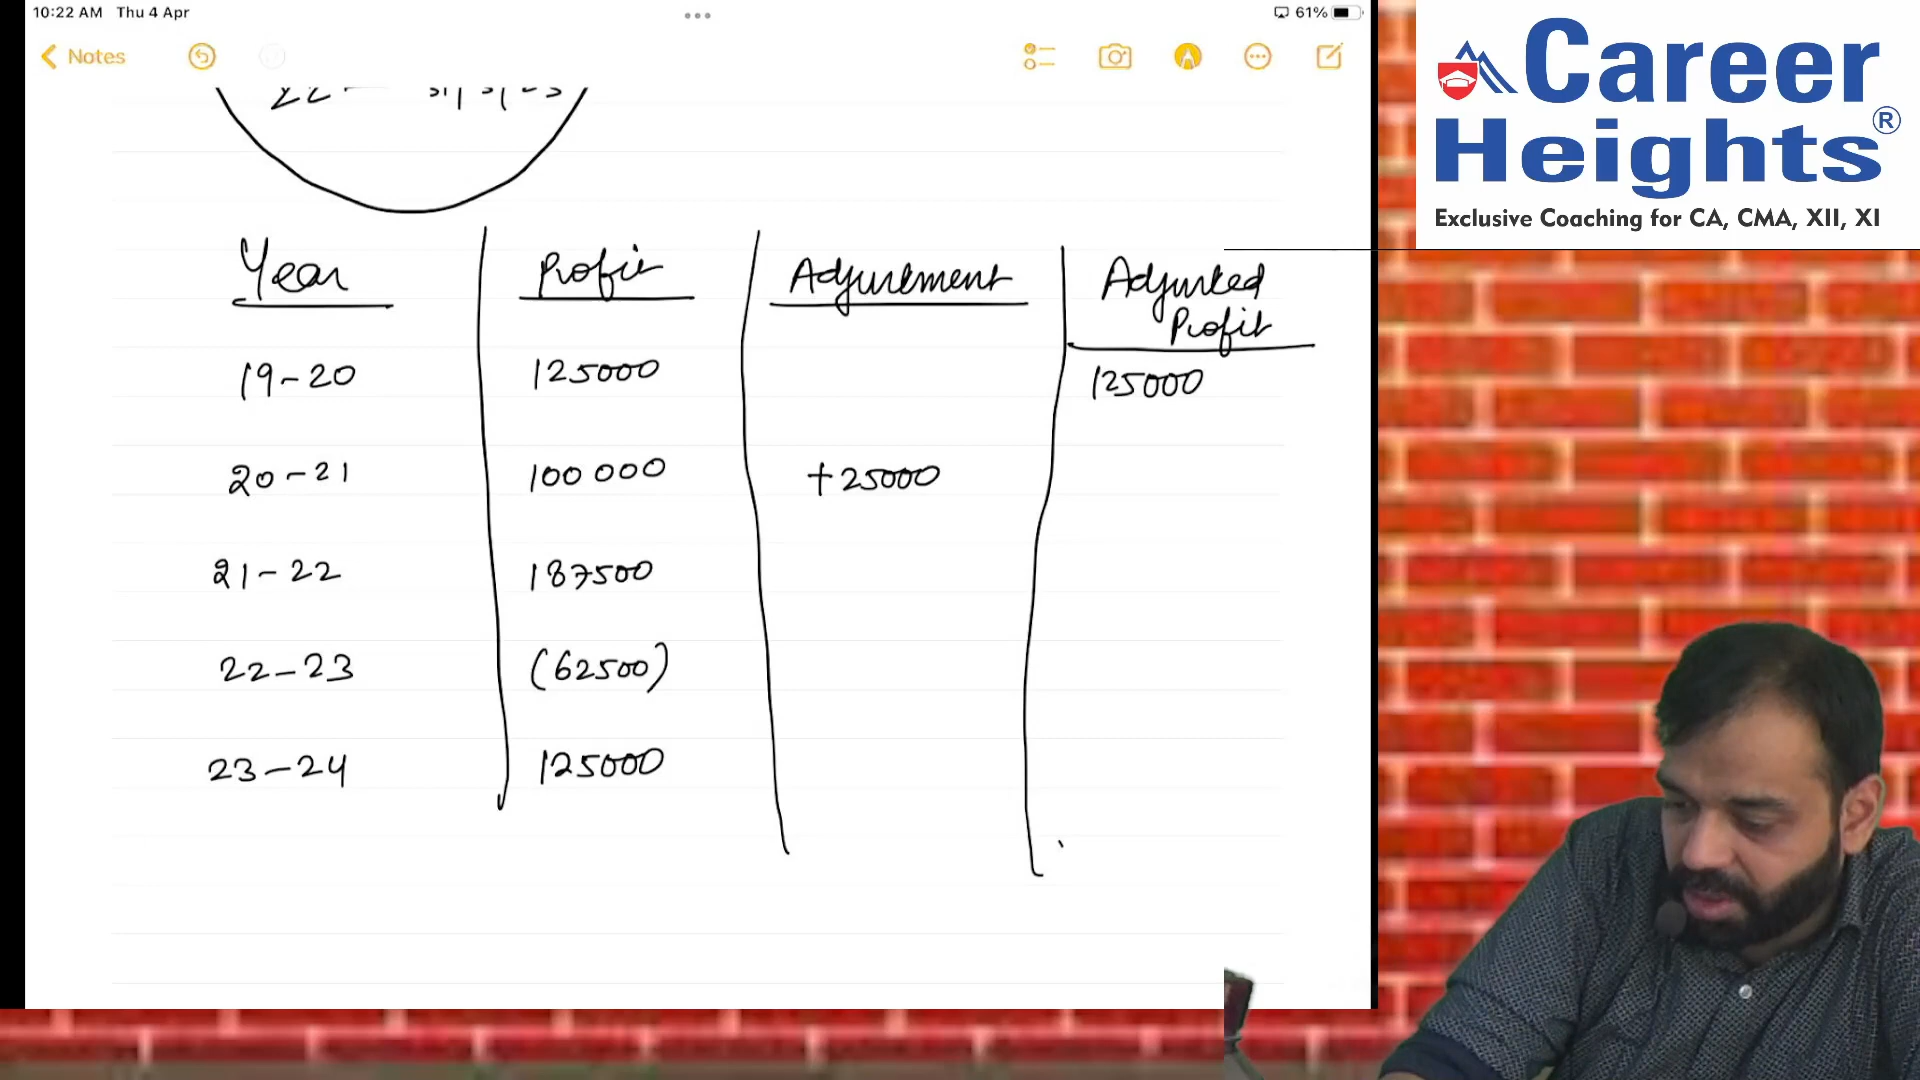 10:22 AM Thu 4 Apr
61%
Notes
Career
Heights®
Exclusive Coaching for CA, CMA, XII, XI
Year Profit Adjustment Adjusted Profit
19-20 125000 125000
20-21 100000 +25000
21-22 187500
22-23 (62500)
23-24 125000